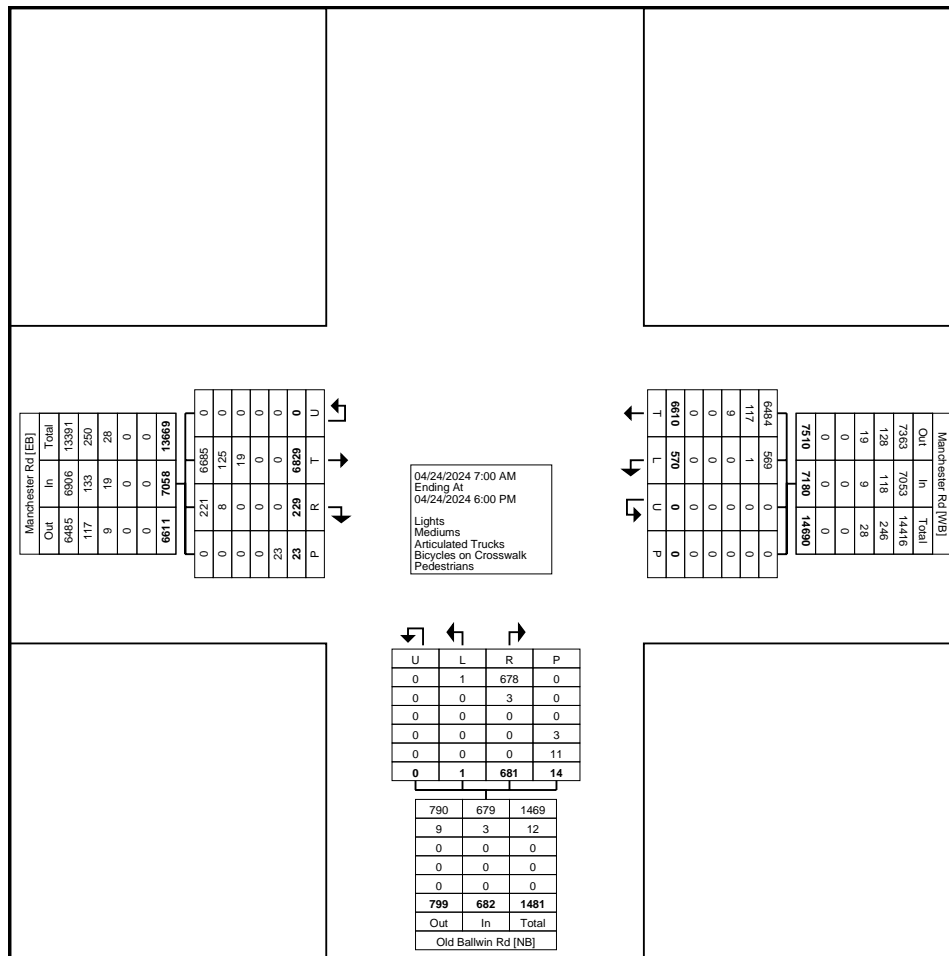 Manchester Rd [EB]
Out In Total
6485 6906 13391
117 133 250
9 19 28
0 0 0
0 0 0
6611 7058 13669
0 221 6685 0
0 8 125 0
0 0 19 0
0 0 0 0
23 0 0 0
23 229 6829 0
P R T U
04/24/2024 7:00 AM
Ending At
04/24/2024 6:00 PM
Lights
Mediums
Articulated Trucks
Bicycles on Crosswalk
Pedestrians
Manchester Rd [WB]
Out In Total
7363 7053 14416
128 118 246
19 9 28
0 0 0
0 0 0
7510 7180 14690
6484 569 0 0
117 1 0 0
9 0 0 0
0 0 0 0
0 0 0 0
6610 570 0 0
T L U P
U L R P
0 1 678 0
0 0 3 0
0 0 0 0
0 0 0 3
0 0 0 11
0 1 681 14
790 679 1469
9 3 12
0 0 0
0 0 0
0 0 0
799 682 1481
Out In Total
Old Ballwin Rd [NB]